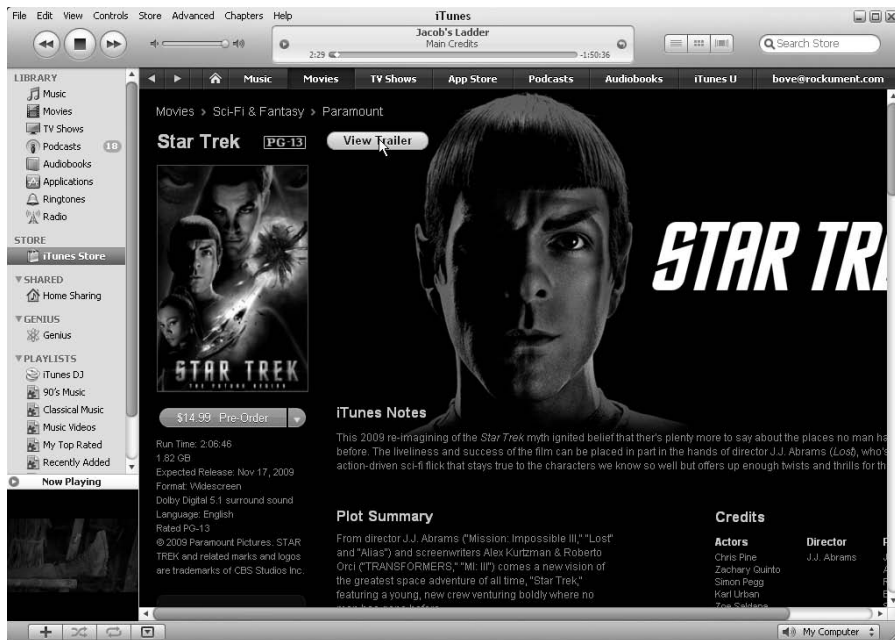 File Edit View Controls Store Advanced Chapters Help
iTunes
Jacob's Ladder
Main Credits
2:29
-1:50:36
Search Store
LIBRARY
Music
Movies
TV Shows
Podcasts 18
Audiobooks
Applications
Ringtones
Radio
STORE
iTunes Store
SHARED
Home Sharing
GENIUS
Genius
PLAYLISTS
iTunes DJ
90's Music
Classical Music
Music Videos
My Top Rated
Recently Added
Now Playing
Music Movies TV Shows App Store Podcasts Audiobooks iTunes U bove@rockument.com
Movies > Sci-Fi & Fantasy > Paramount
Star Trek PG-13 View Trailer
STAR TREK
THE FUTURE BEGINS
STAR TRE
$14.99 Pre-Order
Run Time: 2:06:46
1.82 GB
Expected Release: Nov 17, 2009
Format: Widescreen
Dolby Digital 5.1 surround sound
Language: English
Rated PG-13
© 2009 Paramount Pictures. STAR
TREK and related marks and logos
are trademarks of CBS Studios Inc.
iTunes Notes
This 2009 re-imagining of the Star Trek myth ignited belief that ther's plenty more to say about the places no man ha
before. The liveliness and success of the film can be placed in part in the hands of director J.J. Abrams (Lost), who's
action-driven sci-fi flick that stays true to the characters we know so well but offers up enough twists and thrills for th
Plot Summary
From director J.J. Abrams ("Mission: Impossible III," "Lost"
and "Alias") and screenwriters Alex Kurtzman & Roberto
Orci ("TRANSFORMERS," "MI: III") comes a new vision of
the greatest space adventure of all time, "Star Trek,"
featuring a young, new crew venturing boldly where no
man has gone before
Credits
Actors
Chris Pine
Zachary Quinto
Simon Pegg
Karl Urban
Zoe Saldana
Director
J.J. Abrams
My Computer